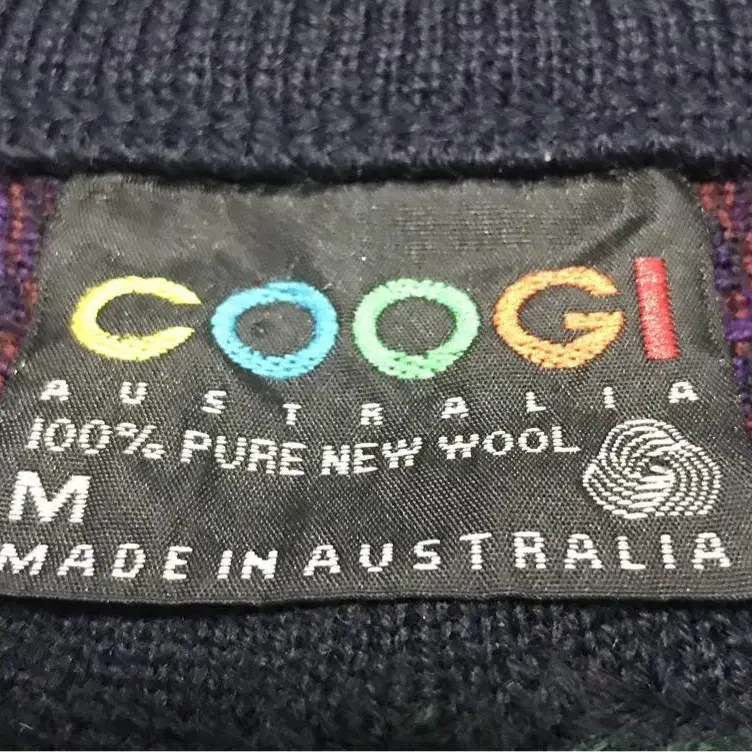 COOGI
AUSTRALIA
100% PURE NEW WOOL
M
MADE IN AUSTRALIA